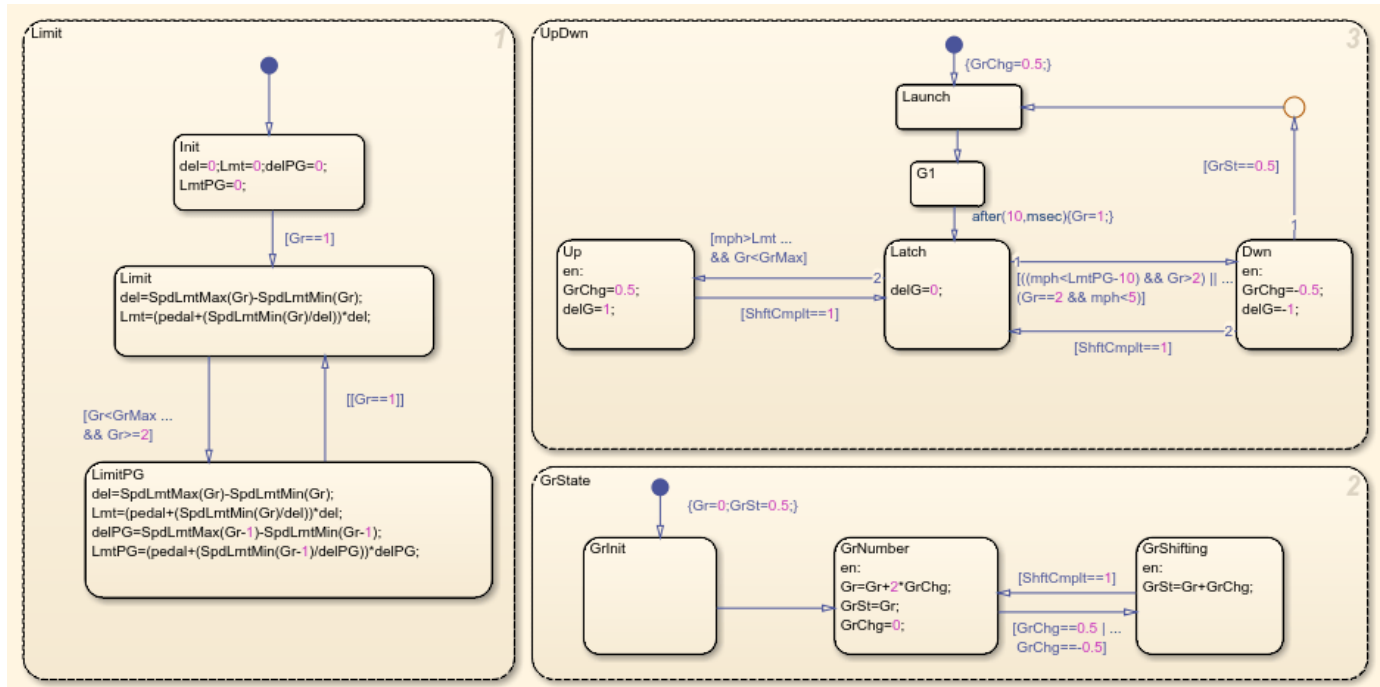 Limit
1
Init
del=0;Lmt=0;delPG=0;
LmtPG=0;
[Gr==1]
Limit
del=SpdLmtMax(Gr)-SpdLmtMin(Gr);
Lmt=(pedal+(SpdLmtMin(Gr)/del))*del;
[Gr<GrMax ...
&& Gr>=2]
[[Gr==1]]
LimitPG
del=SpdLmtMax(Gr)-SpdLmtMin(Gr);
Lmt=(pedal+(SpdLmtMin(Gr)/del))*del;
delPG=SpdLmtMax(Gr-1)-SpdLmtMin(Gr-1);
LmtPG=(pedal+(SpdLmtMin(Gr-1)/delPG))*delPG;
UpDwn
3
{GrChg=0.5;}
Launch
G1
[GrSt==0.5]
1
after(10,msec){Gr=1;}
Up
en:
GrChg=0.5;
delG=1;
[mph>Lmt ...
&& Gr<GrMax]
2
[ShftCmplt==1]
Latch
delG=0;
1
[((mph<LmtPG-10) && Gr>2) || ...
(Gr==2 && mph<5)]
2
[ShftCmplt==1]
Dwn
en:
GrChg=-0.5;
delG=-1;
GrState
2
{Gr=0;GrSt=0.5;}
GrInit
GrNumber
en:
Gr=Gr+2*GrChg;
GrSt=Gr;
GrChg=0;
[ShftCmplt==1]
[GrChg==0.5 | ...
GrChg==-0.5]
GrShifting
en:
GrSt=Gr+GrChg;